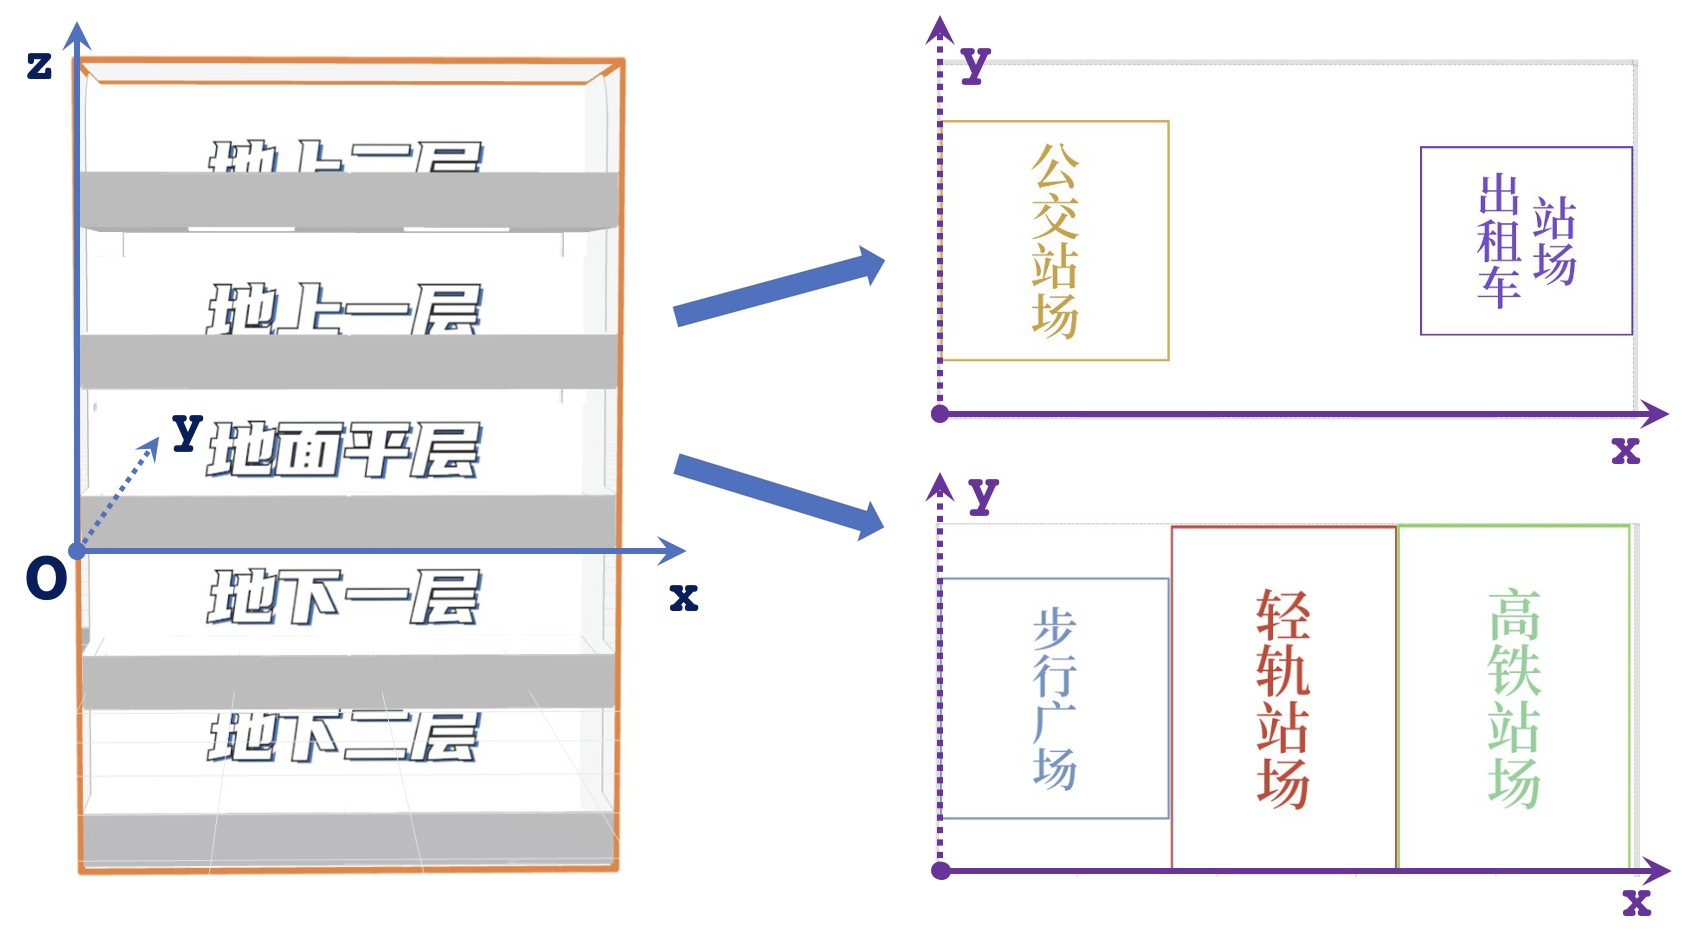 z
地上二层
地上一层
地面平层
y
O
x
地下一层
地下二层
y
公交站场
出租车
站场
x
y
步行广场
轻轨站场
高铁站场
x